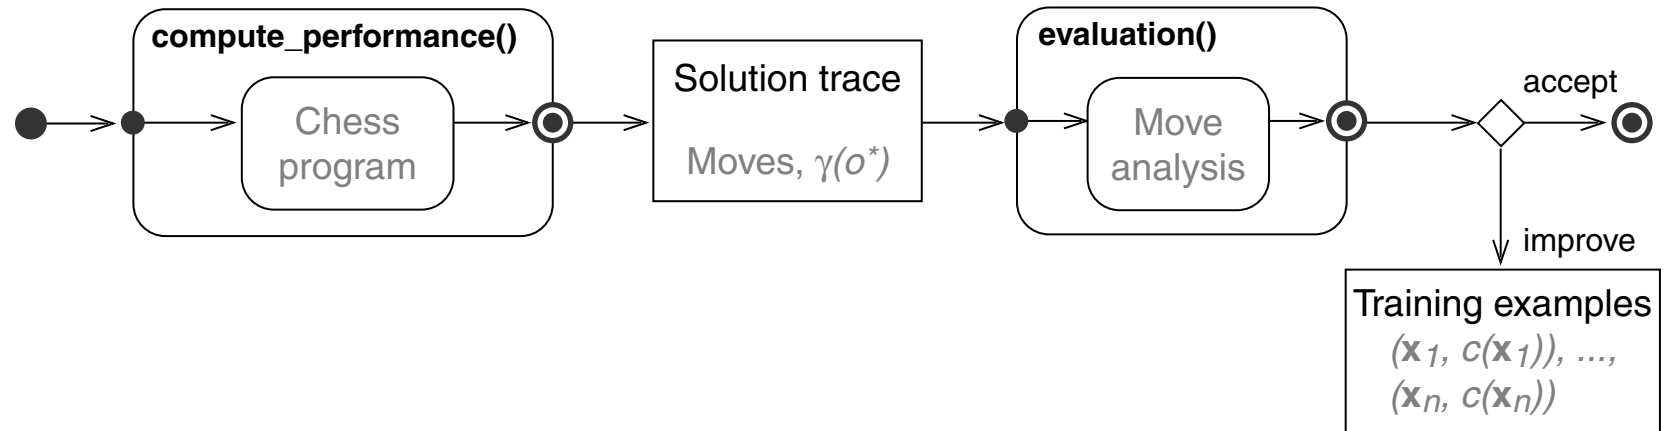 compute_performance()
Chess
program
Solution trace
Moves, γ(o*)
evaluation()
Move
analysis
accept
improve
Training examples
(x1, c(x1)), ...,
(xn, c(xn))